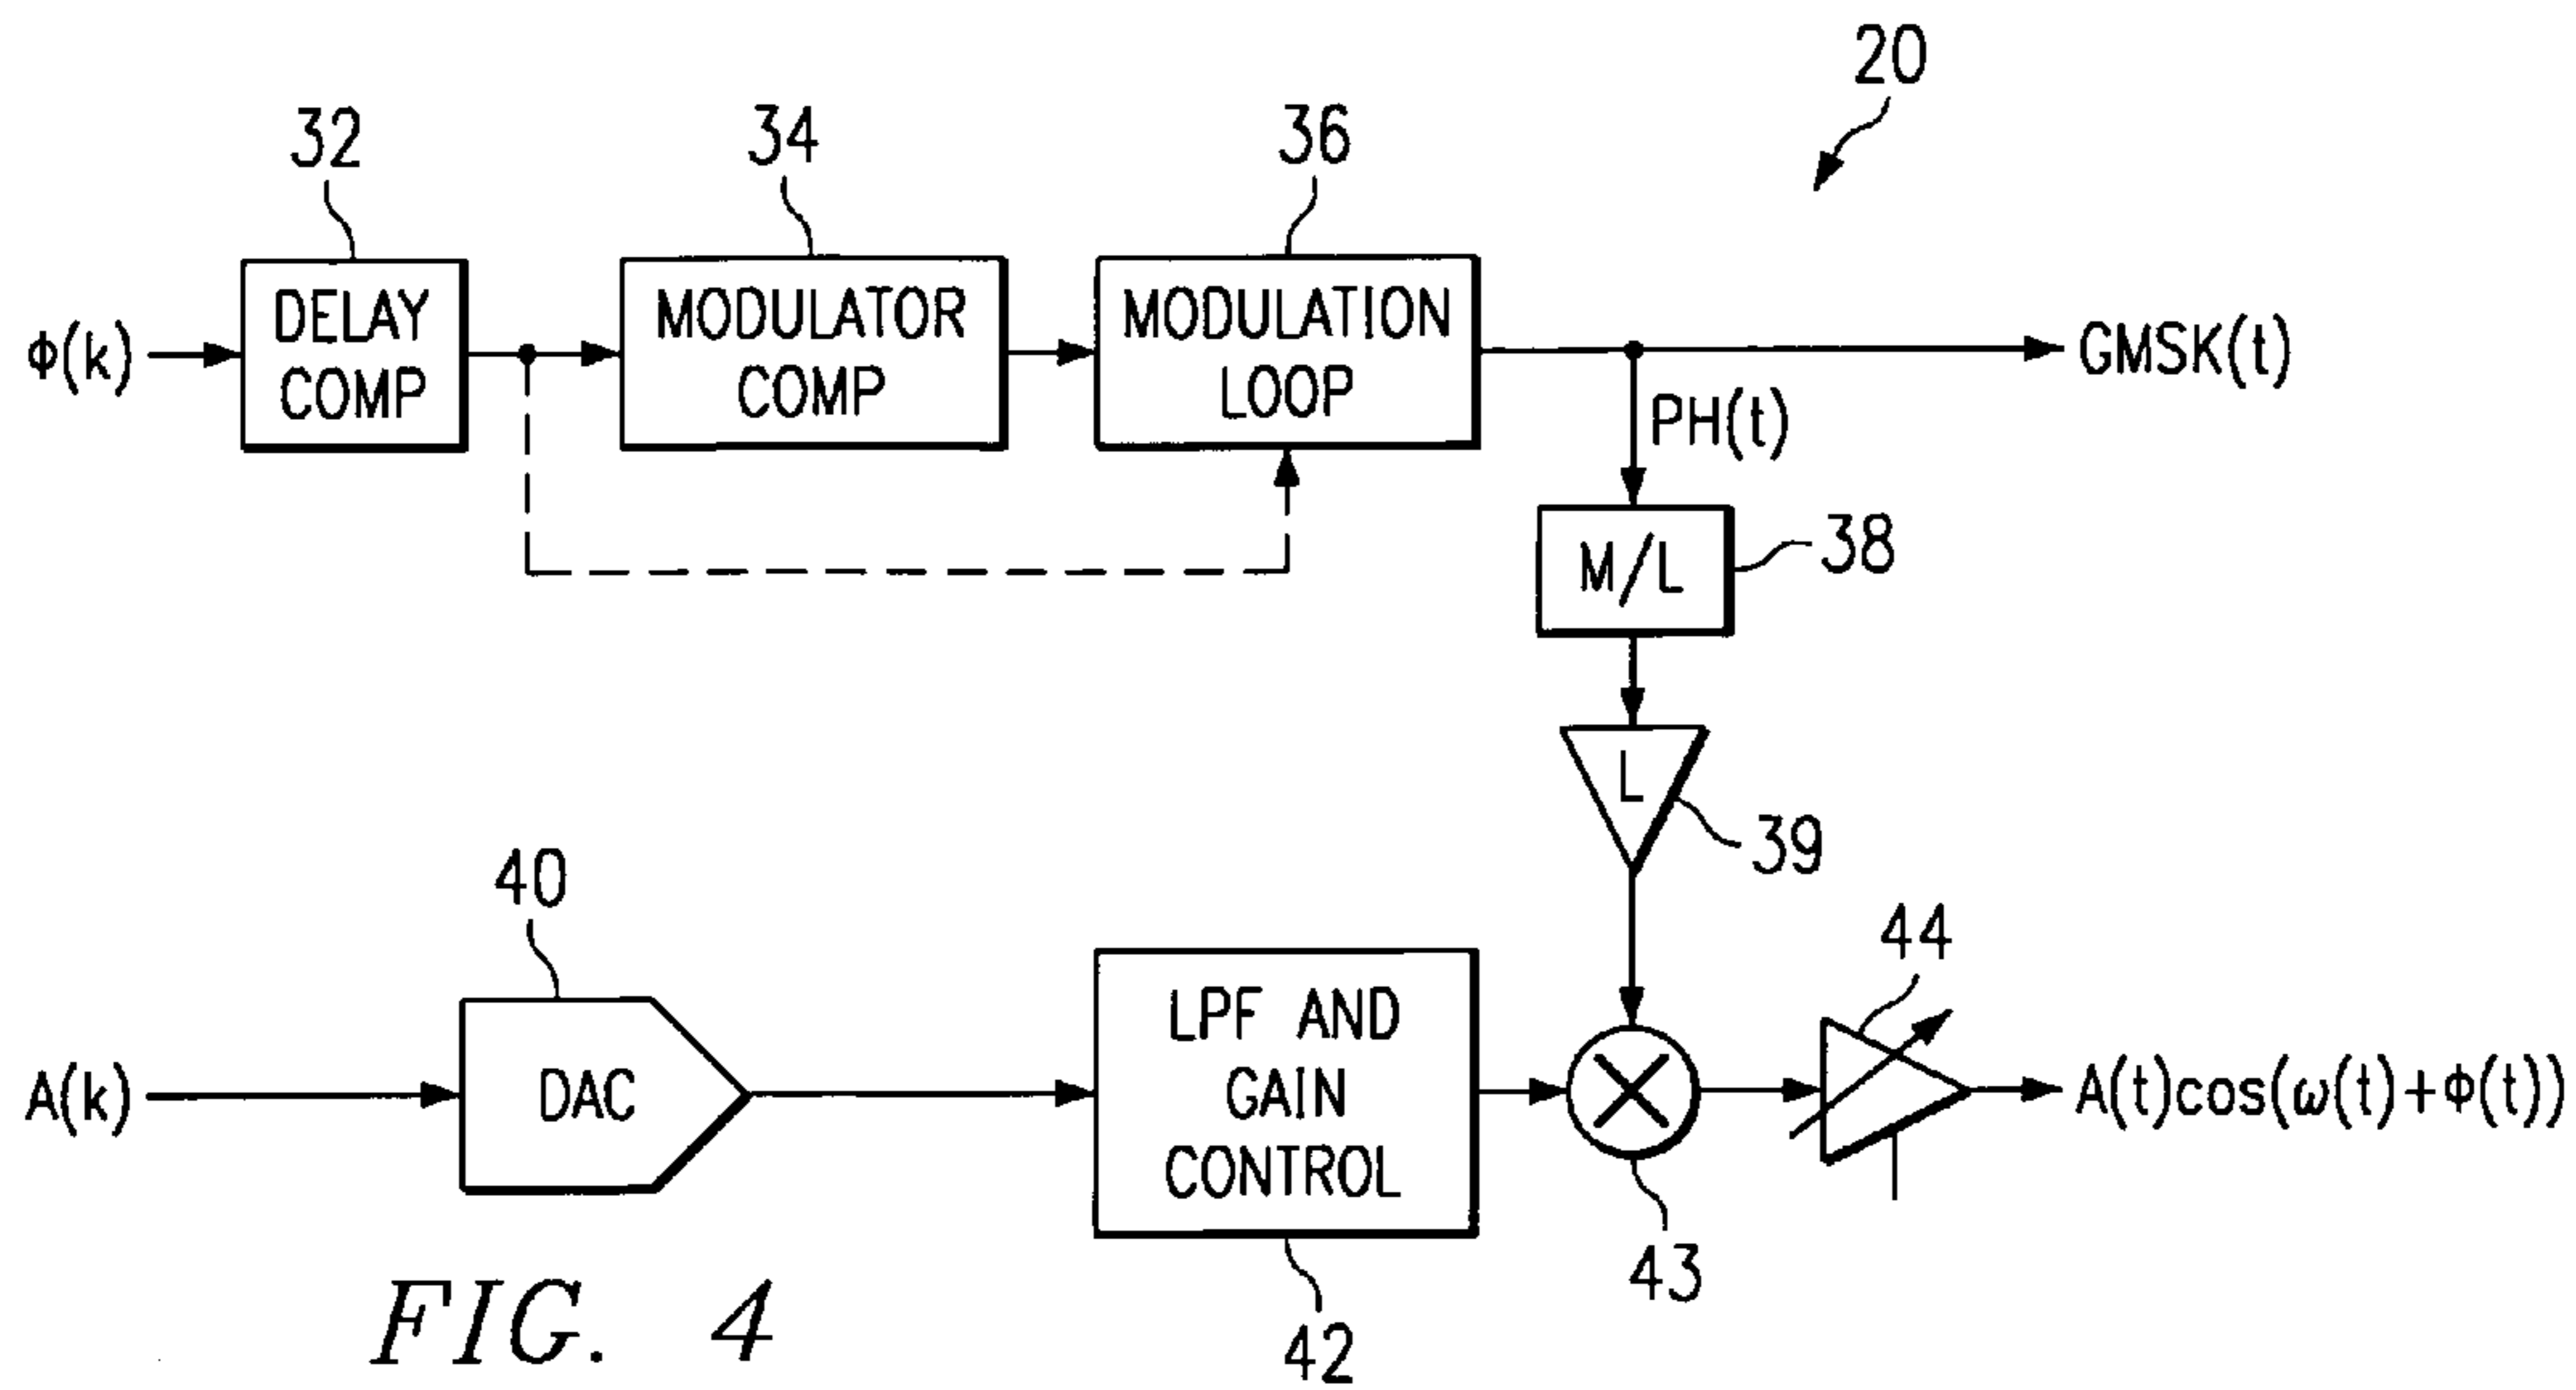 20
32
34
36
Φ(k)
DELAY
COMP
MODULATOR
COMP
MODULATION
LOOP
GMSK(t)
PH(t)
M/L
38
L
39
40
44
A(k)
DAC
LPF AND
GAIN
CONTROL
A(t)cos(ω(t)+Φ(t))
43
42
FIG. 4